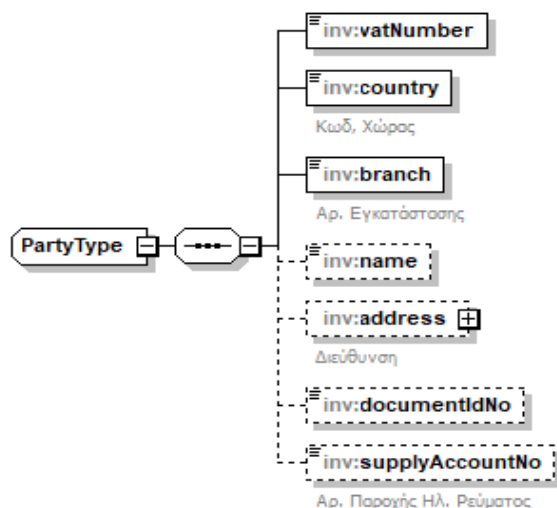 inv:vatNumber
inv:country
Κωδ, Χώρας
inv:branch
Αρ. Εγκατάστασης
PartyType
inv:name
inv:address
Διεύθυνση
inv:documentIdNo
inv:supplyAccountNo
Αρ. Παροχής Ηλ. Ρεύματος